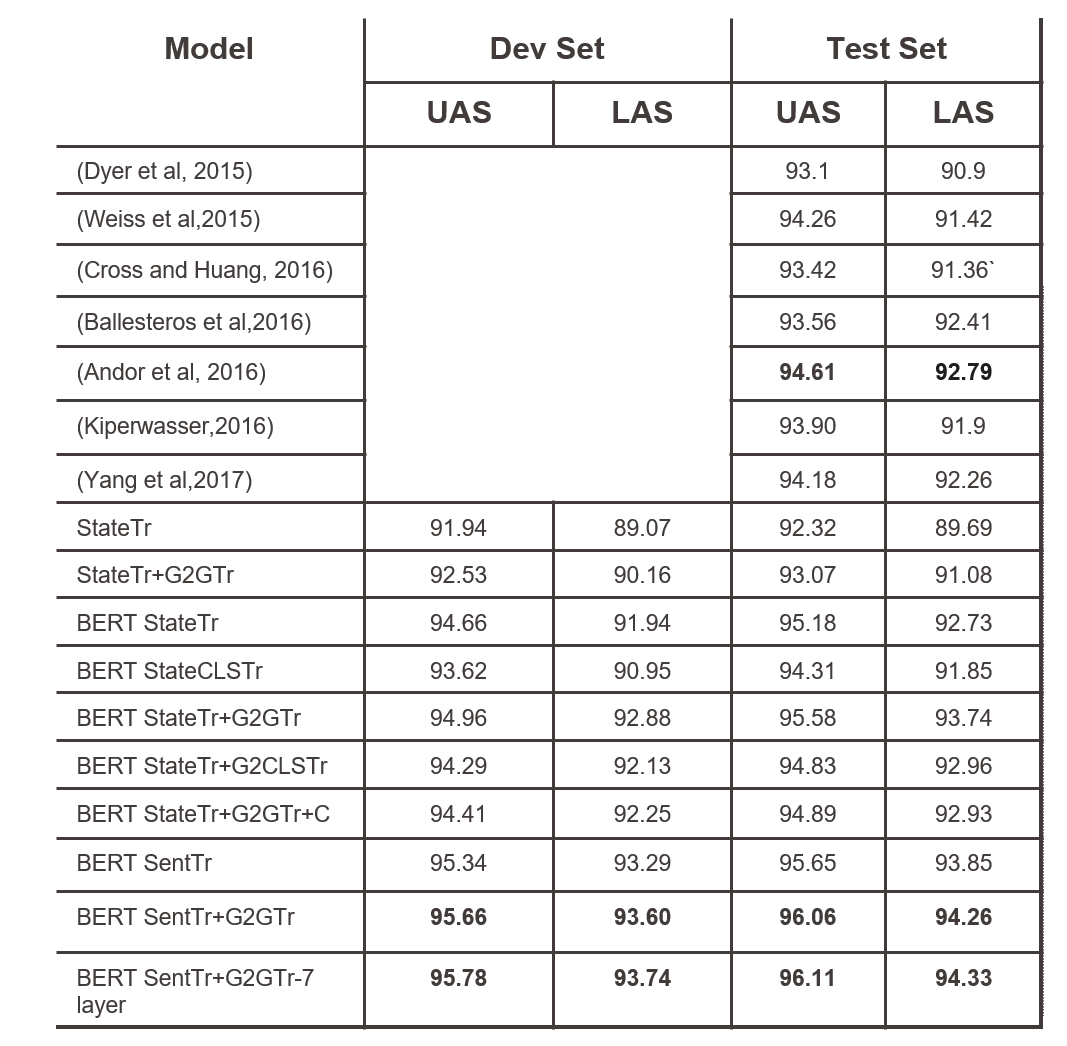 Model Dev Set Test Set
UAS LAS UAS LAS
(Dyer et al, 2015) 93.1 90.9
(Weiss et al,2015) 94.26 91.42
(Cross and Huang, 2016) 93.42 91.36`
(Ballesteros et al,2016) 93.56 92.41
(Andor et al, 2016) 94.61 92.79
(Kiperwasser,2016) 93.90 91.9
(Yang et al,2017) 94.18 92.26
StateTr 91.94 89.07 92.32 89.69
StateTr+G2GTr 92.53 90.16 93.07 91.08
BERT StateTr 94.66 91.94 95.18 92.73
BERT StateCLSTr 93.62 90.95 94.31 91.85
BERT StateTr+G2GTr 94.96 92.88 95.58 93.74
BERT StateTr+G2CLSTr 94.29 92.13 94.83 92.96
BERT StateTr+G2GTr+C 94.41 92.25 94.89 92.93
BERT SentTr 95.34 93.29 95.65 93.85
BERT SentTr+G2GTr 95.66 93.60 96.06 94.26
BERT SentTr+G2GTr-7 95.78 93.74 96.11 94.33
layer